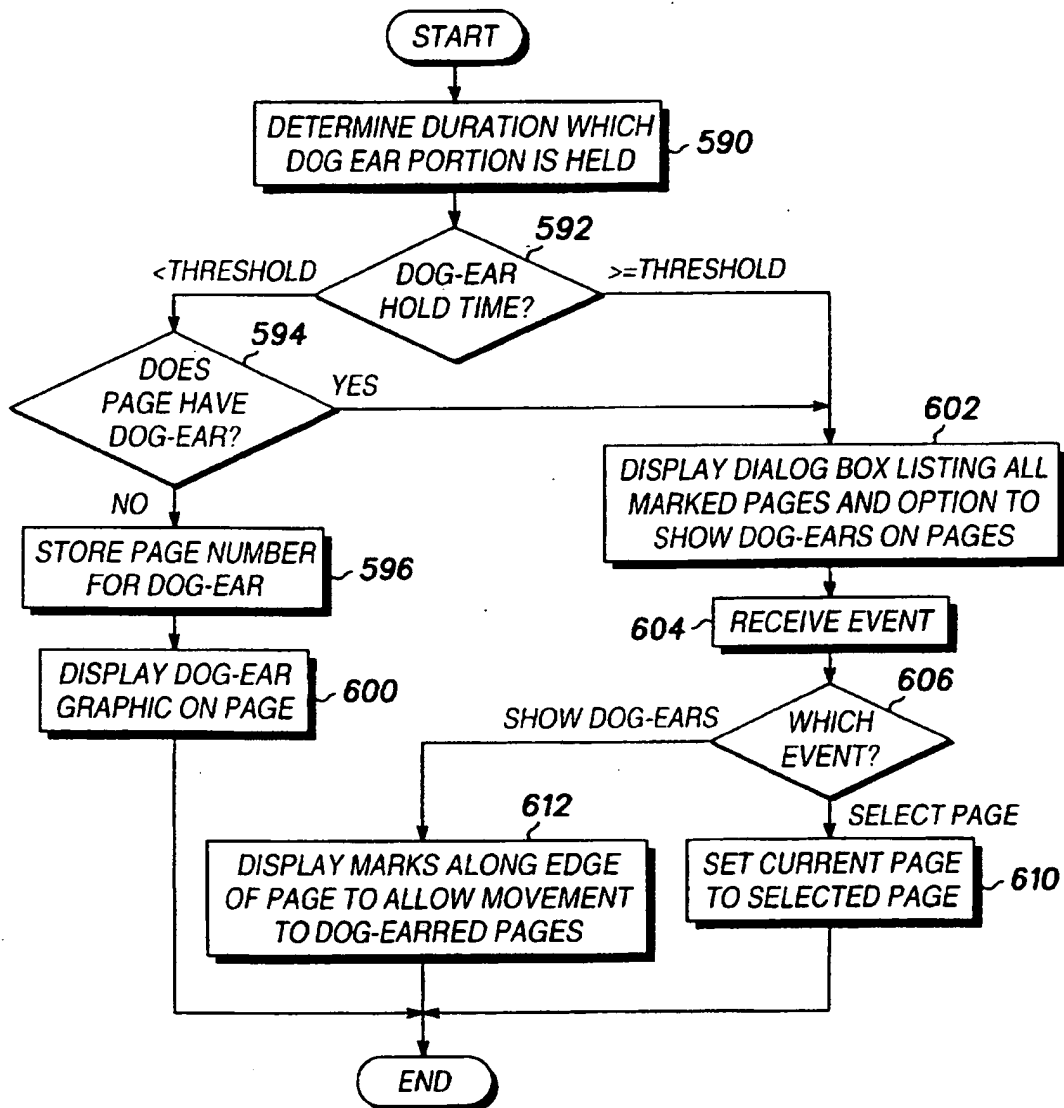 START
DETERMINE DURATION WHICH
DOG EAR PORTION IS HELD
590
592
<THRESHOLD
DOG-EAR
HOLD TIME?
>=THRESHOLD
594
DOES
PAGE HAVE
DOG-EAR?
YES
NO
602
DISPLAY DIALOG BOX LISTING ALL
MARKED PAGES AND OPTION TO
SHOW DOG-EARS ON PAGES
STORE PAGE NUMBER
FOR DOG-EAR
596
604
RECEIVE EVENT
DISPLAY DOG-EAR
GRAPHIC ON PAGE
600
606
SHOW DOG-EARS
WHICH
EVENT?
SELECT PAGE
612
DISPLAY MARKS ALONG EDGE
OF PAGE TO ALLOW MOVEMENT
TO DOG-EARRED PAGES
SET CURRENT PAGE
TO SELECTED PAGE
610
END